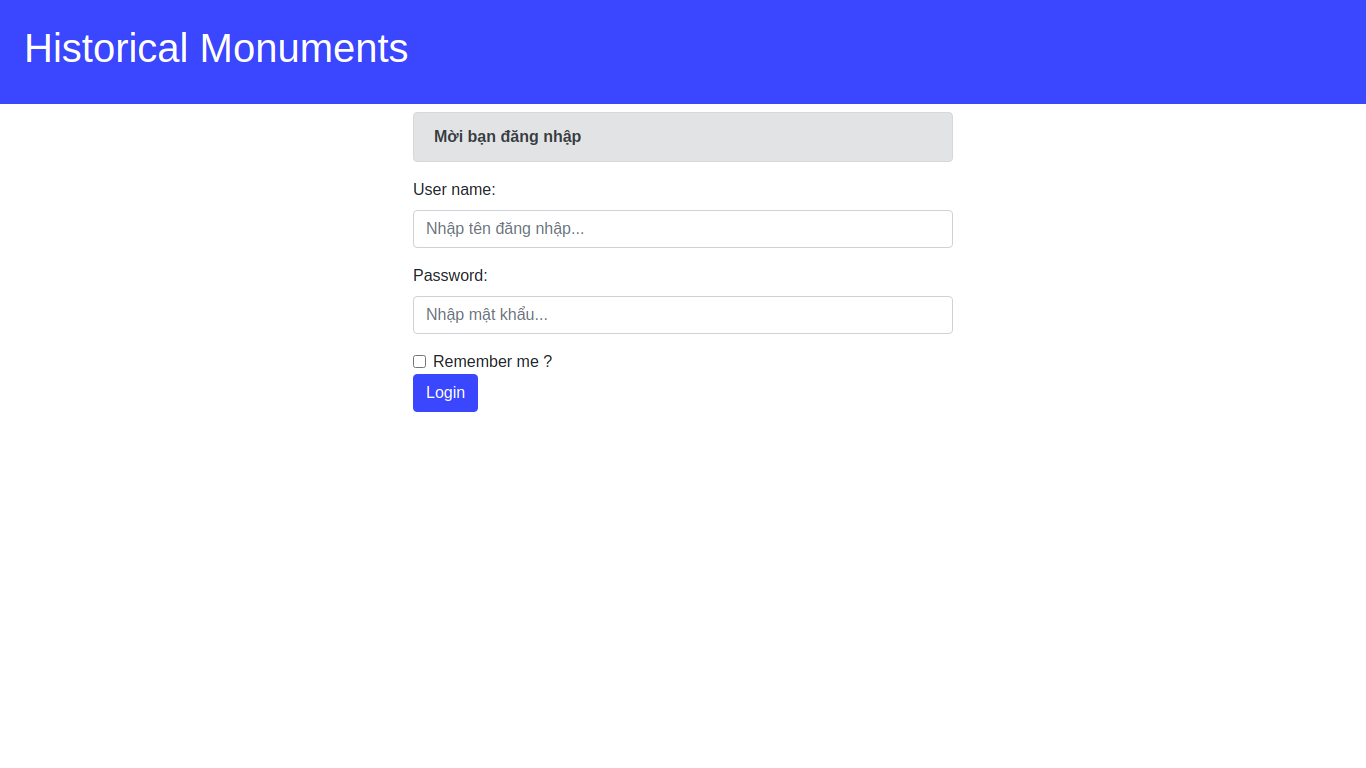 Historical Monuments
Mời bạn đăng nhập
User name:
Nhập tên đăng nhập...
Password:
Nhập mật khẩu...
Remember me ?
Login